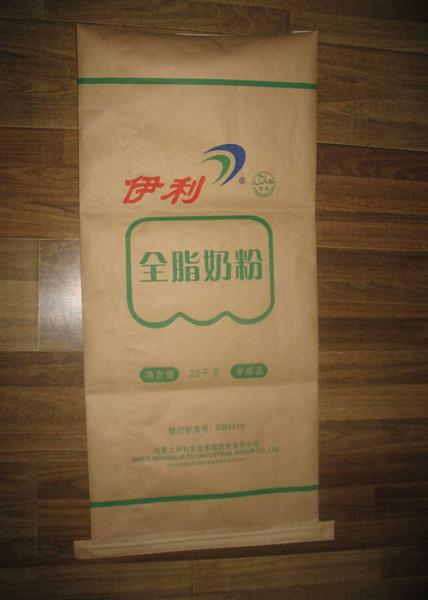 伊利®
全脂奶粉
净含量 25千克 半成品
执行标准号: GB5410
内蒙古伊利实业集团股份有限公司
INNER MONGOLIA YILI INDUSTRIAL GROUP CO.,LTD.